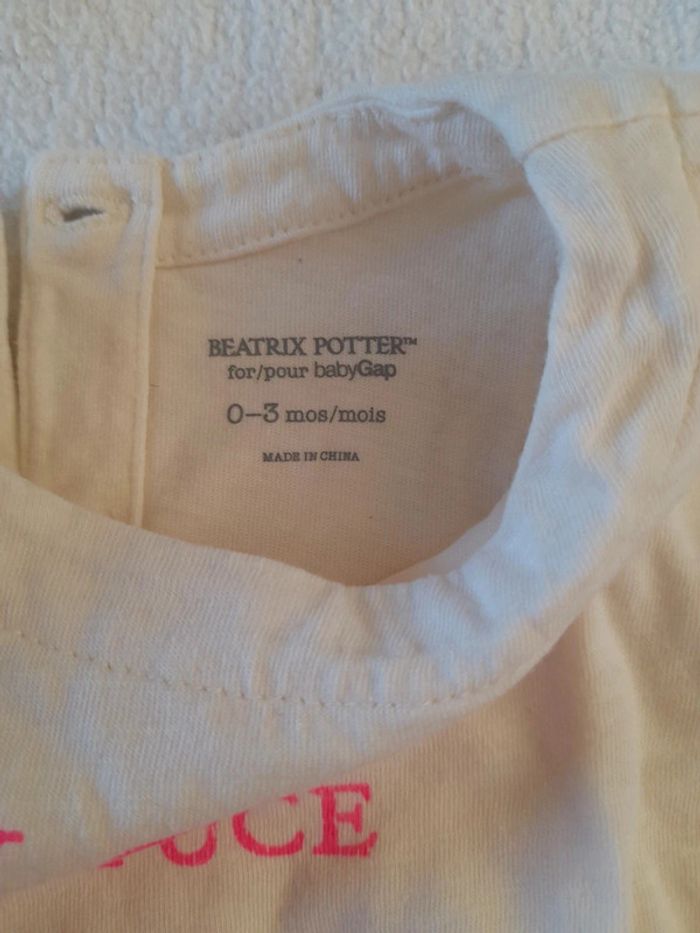 BEATRIX POTTER™
for/pour babyGap
0–3 mos/mois
MADE IN CHINA